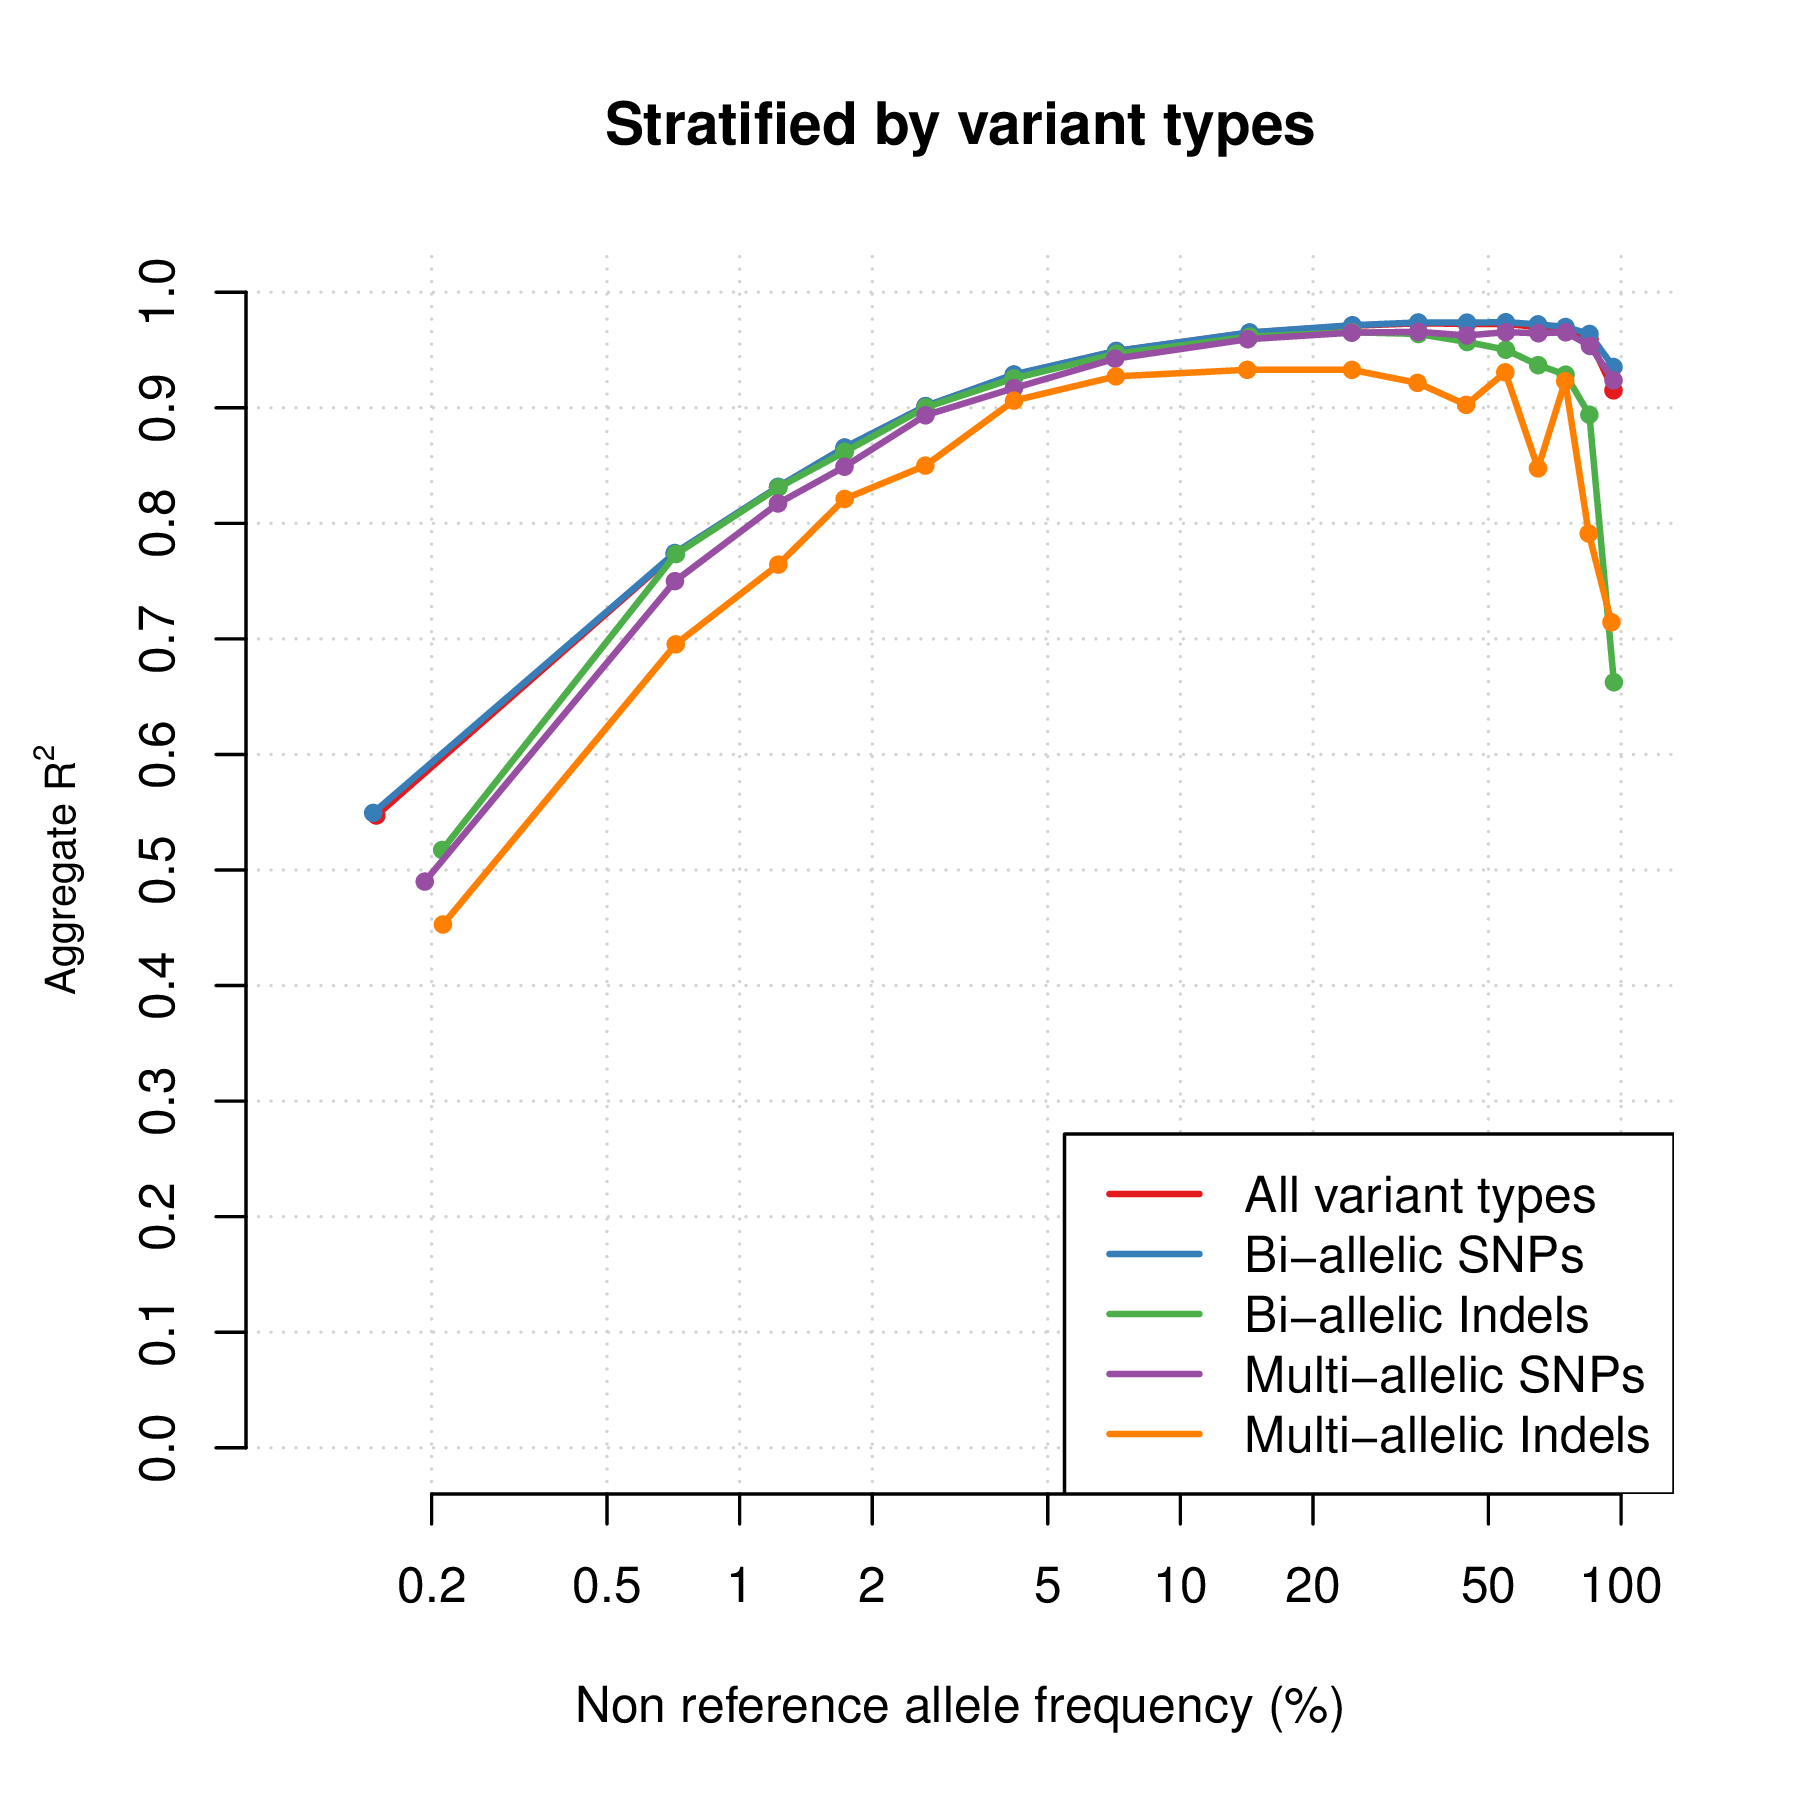 Stratified by variant types
Aggregate R²
1.0
0.9
0.8
0.7
0.6
0.5
0.4
0.3
0.2
0.1
0.0
All variant types
Bi−allelic SNPs
Bi−allelic Indels
Multi−allelic SNPs
Multi−allelic Indels
0.2 0.5 1 2 5 10 20 50 100
Non reference allele frequency (%)